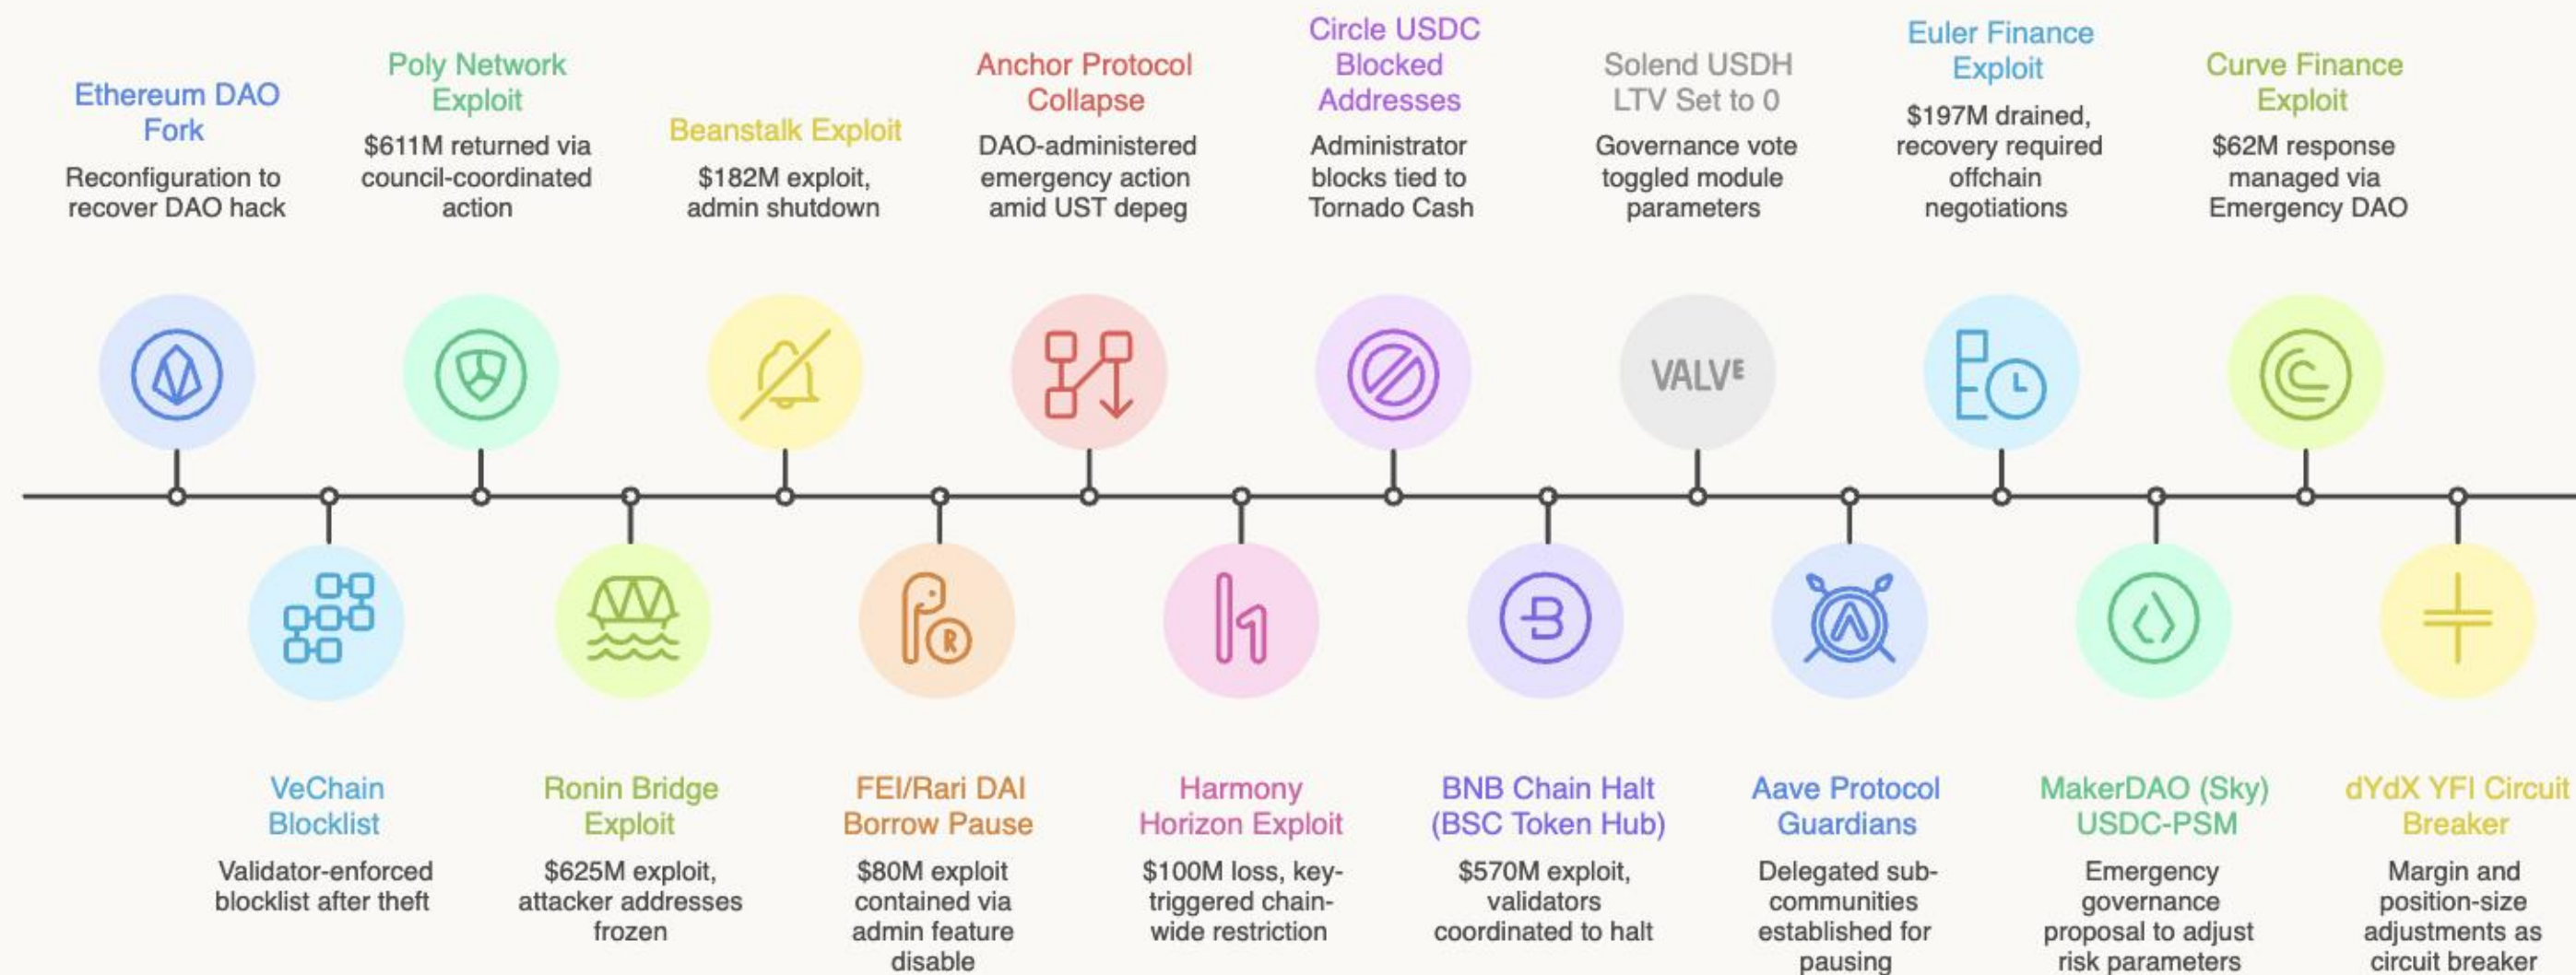 Ethereum DAO
Fork
Reconfiguration to
recover DAO hack
Poly Network
Exploit
$611M returned via
council-coordinated
action
Beanstalk Exploit
$182M exploit,
admin shutdown
Anchor Protocol
Collapse
DAO-administered
emergency action
amid UST depeg
Circle USDC
Blocked
Addresses
Administrator
blocks tied to
Tornado Cash
Solend USDH
LTV Set to 0
Governance vote
toggled module
parameters
Euler Finance
Exploit
$197M drained,
recovery required
offchain
negotiations
Curve Finance
Exploit
$62M response
managed via
Emergency DAO
VALVE
R
VeChain
Blocklist
Validator-enforced
blocklist after theft
Ronin Bridge
Exploit
$625M exploit,
attacker addresses
frozen
FEI/Rari DAI
Borrow Pause
$80M exploit
contained via
admin feature
disable
Harmony
Horizon Exploit
$100M loss, key-
triggered chain-
wide restriction
BNB Chain Halt
(BSC Token Hub)
$570M exploit,
validators
coordinated to halt
Aave Protocol
Guardians
Delegated sub-
communities
established for
pausing
MakerDAO (Sky)
USDC-PSM
Emergency
governance
proposal to adjust
risk parameters
dYdX YFI Circuit
Breaker
Margin and
position-size
adjustments as
circuit breaker